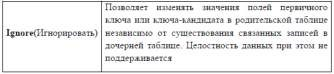 Ignore(Игнорировать)
Позволяет изменять значения полей первичного
ключа или ключа-кандидата в родительской таблице
независимо от существования связанных записей в
дочерней таблице. Целостность данных при этом не
поддерживается